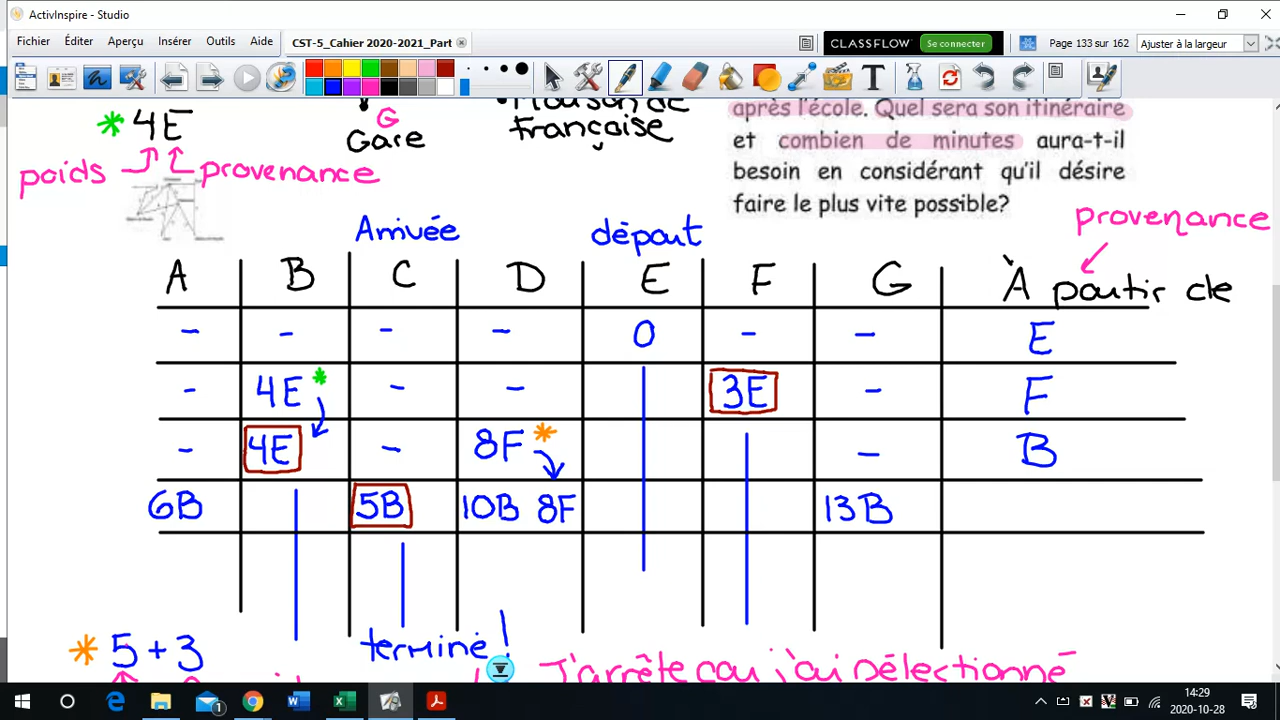 ActivInspire - Studio
Fichier Éditer Aperçu Insérer Outils Aide CST-5_Cahier 2020-2021_Part CLASSFLOW Se connecter Page 133 sur 162 Ajuster à la largeur
après l'école. Quel sera son itinéraire
et combien de minutes aura-t-il
besoin en considérant qu'il désire
faire le plus vite possible?
* 4E
poids provenance
G
Gare
Maison de
Françoise
provenance
Arrivée départ
A B C D E F G À partir de
- - - - 0 - - E
- 4E * - - 3E - F
- 4E - 8F * - B
6B 5B 10B 8F 13B
* 5 + 3
terminé!
J'arrête car j'ai sélectionné
14:29
2020-10-28